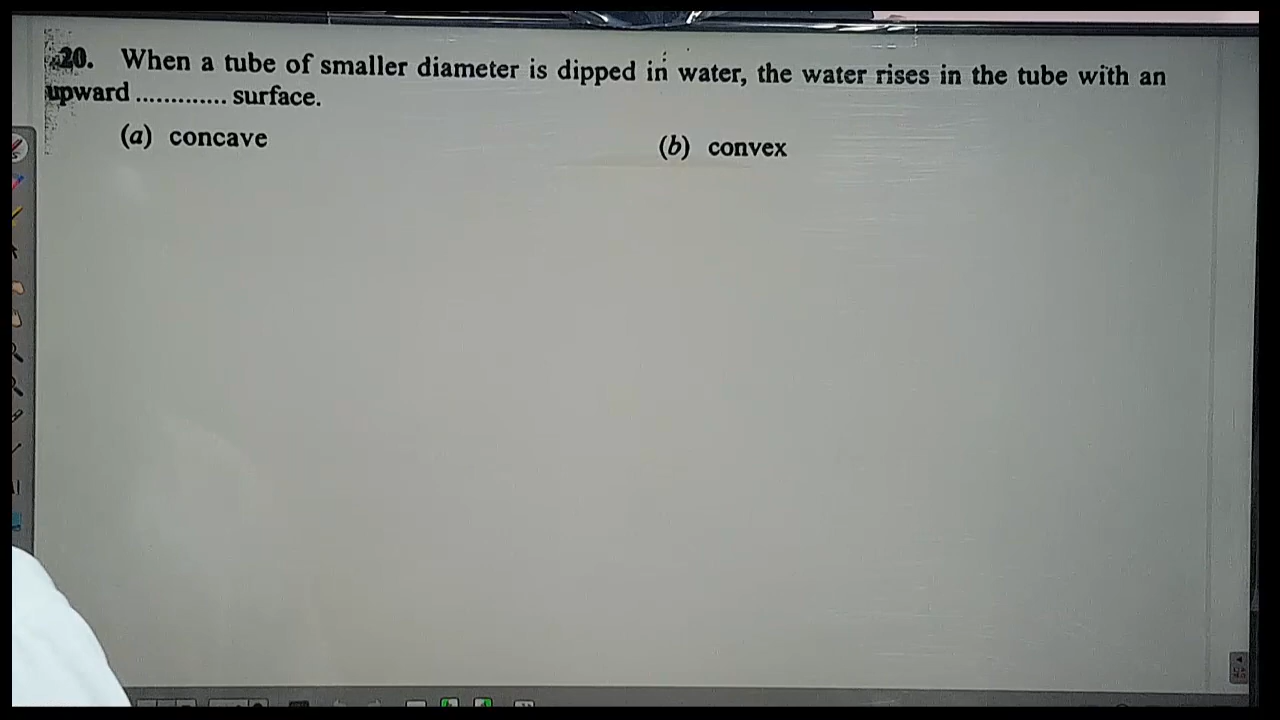 20. When a tube of smaller diameter is dipped in water, the water rises in the tube with an
upward ............. surface.
(a) concave
(b) convex